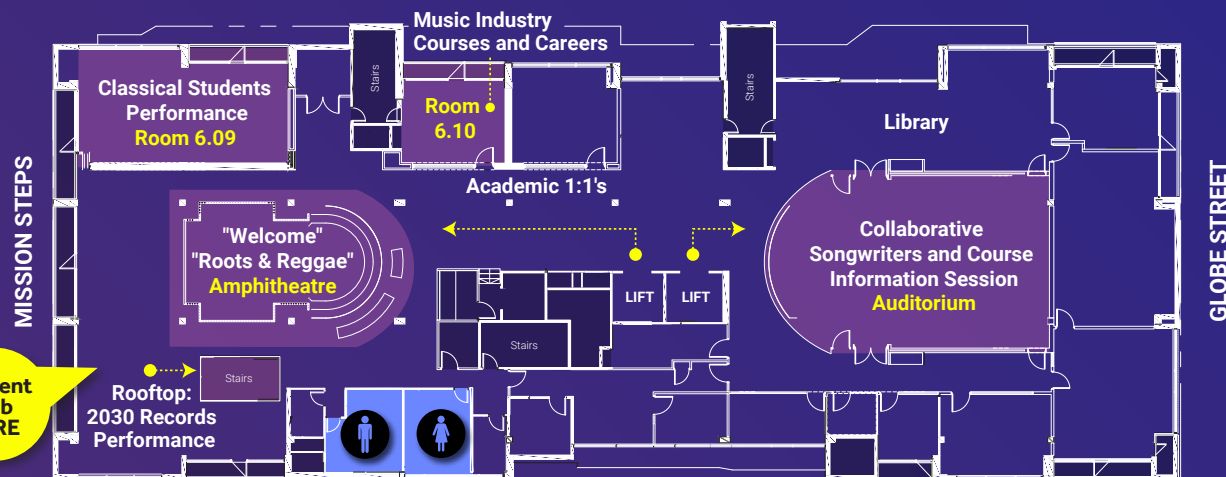 Music Industry
Courses and Careers
Stairs
Stairs
Classical Students
Performance
Room 6.09
Room
6.10
Library
Academic 1:1's
MISSION STEPS
GLOBE STREET
"Welcome"
"Roots & Reggae"
Amphitheatre
Collaborative
Songwriters and Course
Information Session
Auditorium
LIFT
LIFT
Stairs
Stairs
Rooftop:
2030 Records
Performance